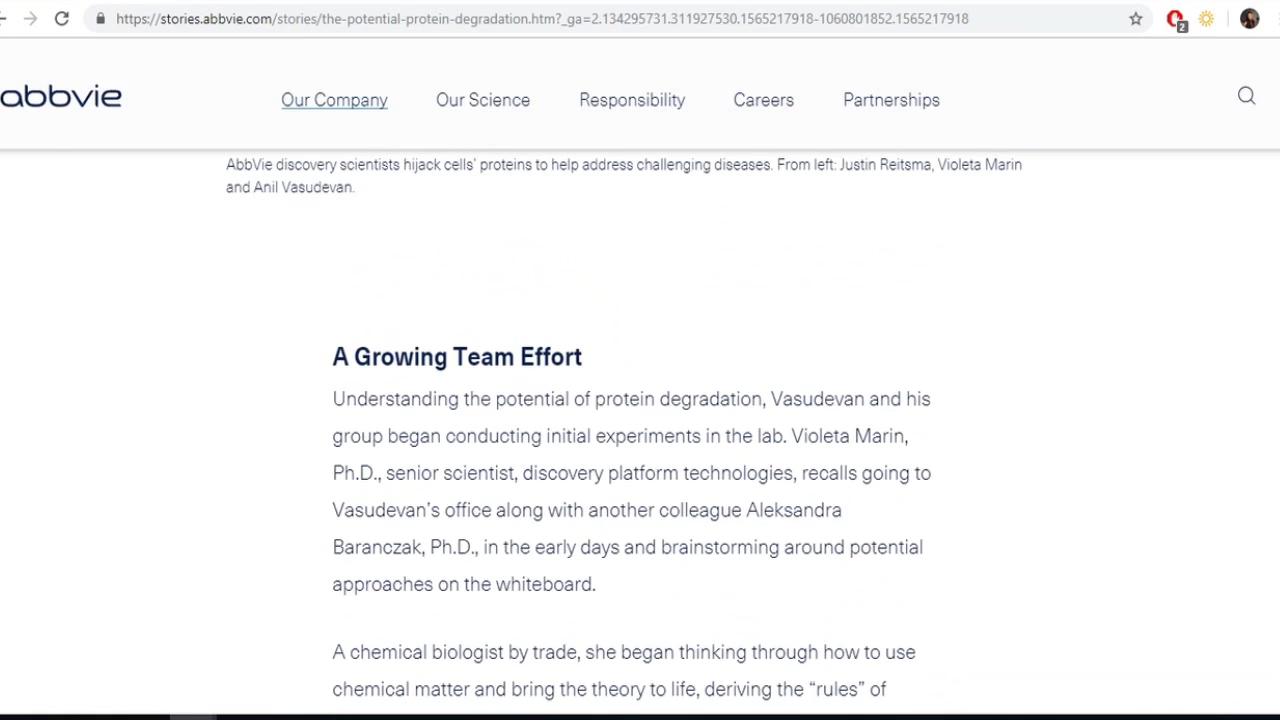 https://stories.abbvie.com/stories/the-potential-protein-degradation.htm?_ga=2.134295731.311927530.1565217918-1060801852.1565217918
2
abbvie
Our Company
Our Science
Responsibility
Careers
Partnerships
AbbVie discovery scientists hijack cells' proteins to help address challenging diseases. From left: Justin Reitsma, Violeta Marin
and Anil Vasudevan.
A Growing Team Effort
Understanding the potential of protein degradation, Vasudevan and his
group began conducting initial experiments in the lab. Violeta Marin,
Ph.D., senior scientist, discovery platform technologies, recalls going to
Vasudevan’s office along with another colleague Aleksandra
Baranczak, Ph.D., in the early days and brainstorming around potential
approaches on the whiteboard.
A chemical biologist by trade, she began thinking through how to use
chemical matter and bring the theory to life, deriving the “rules” of